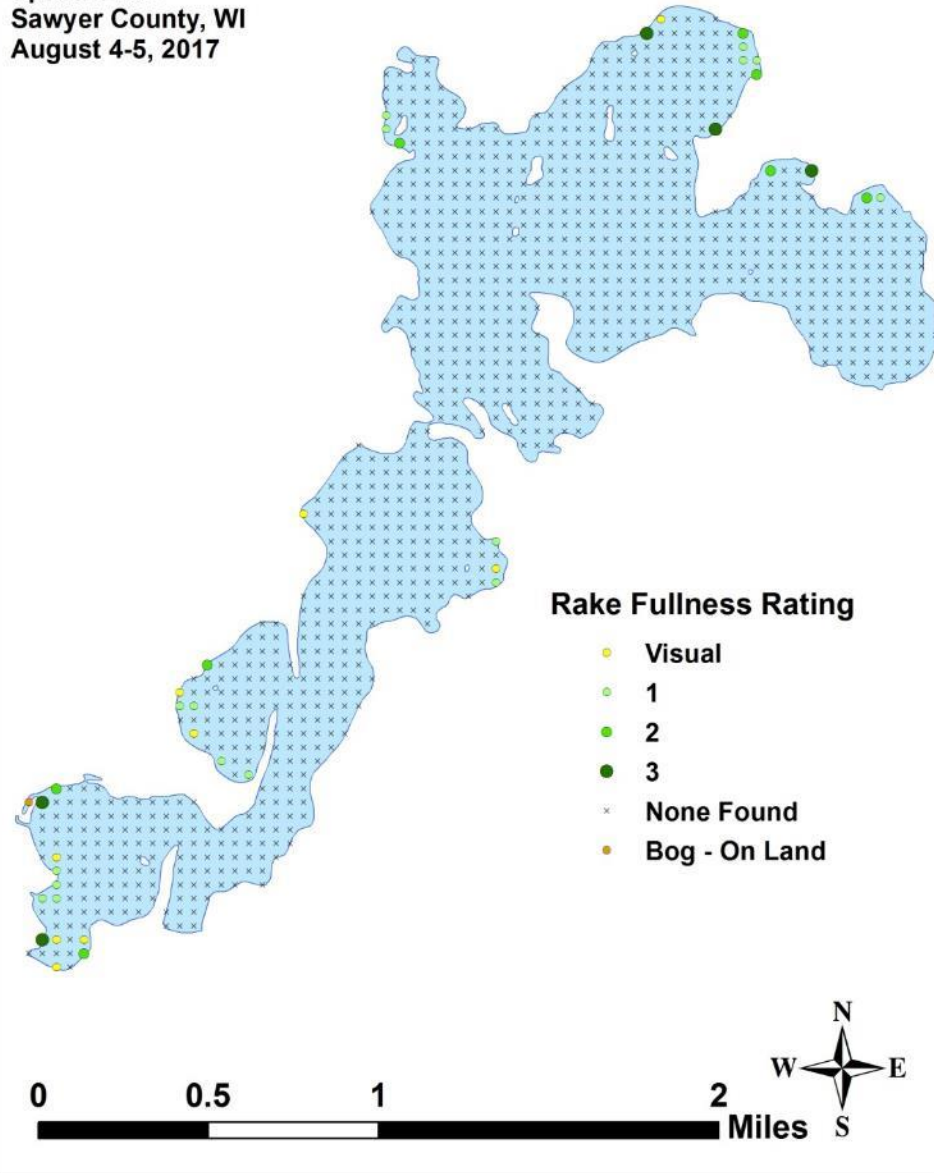 Sawyer County, WI
August 4-5, 2017
Rake Fullness Rating
Visual
1
2
3
None Found
Bog - On Land
N
W E
S
0 0.5 1 2
Miles